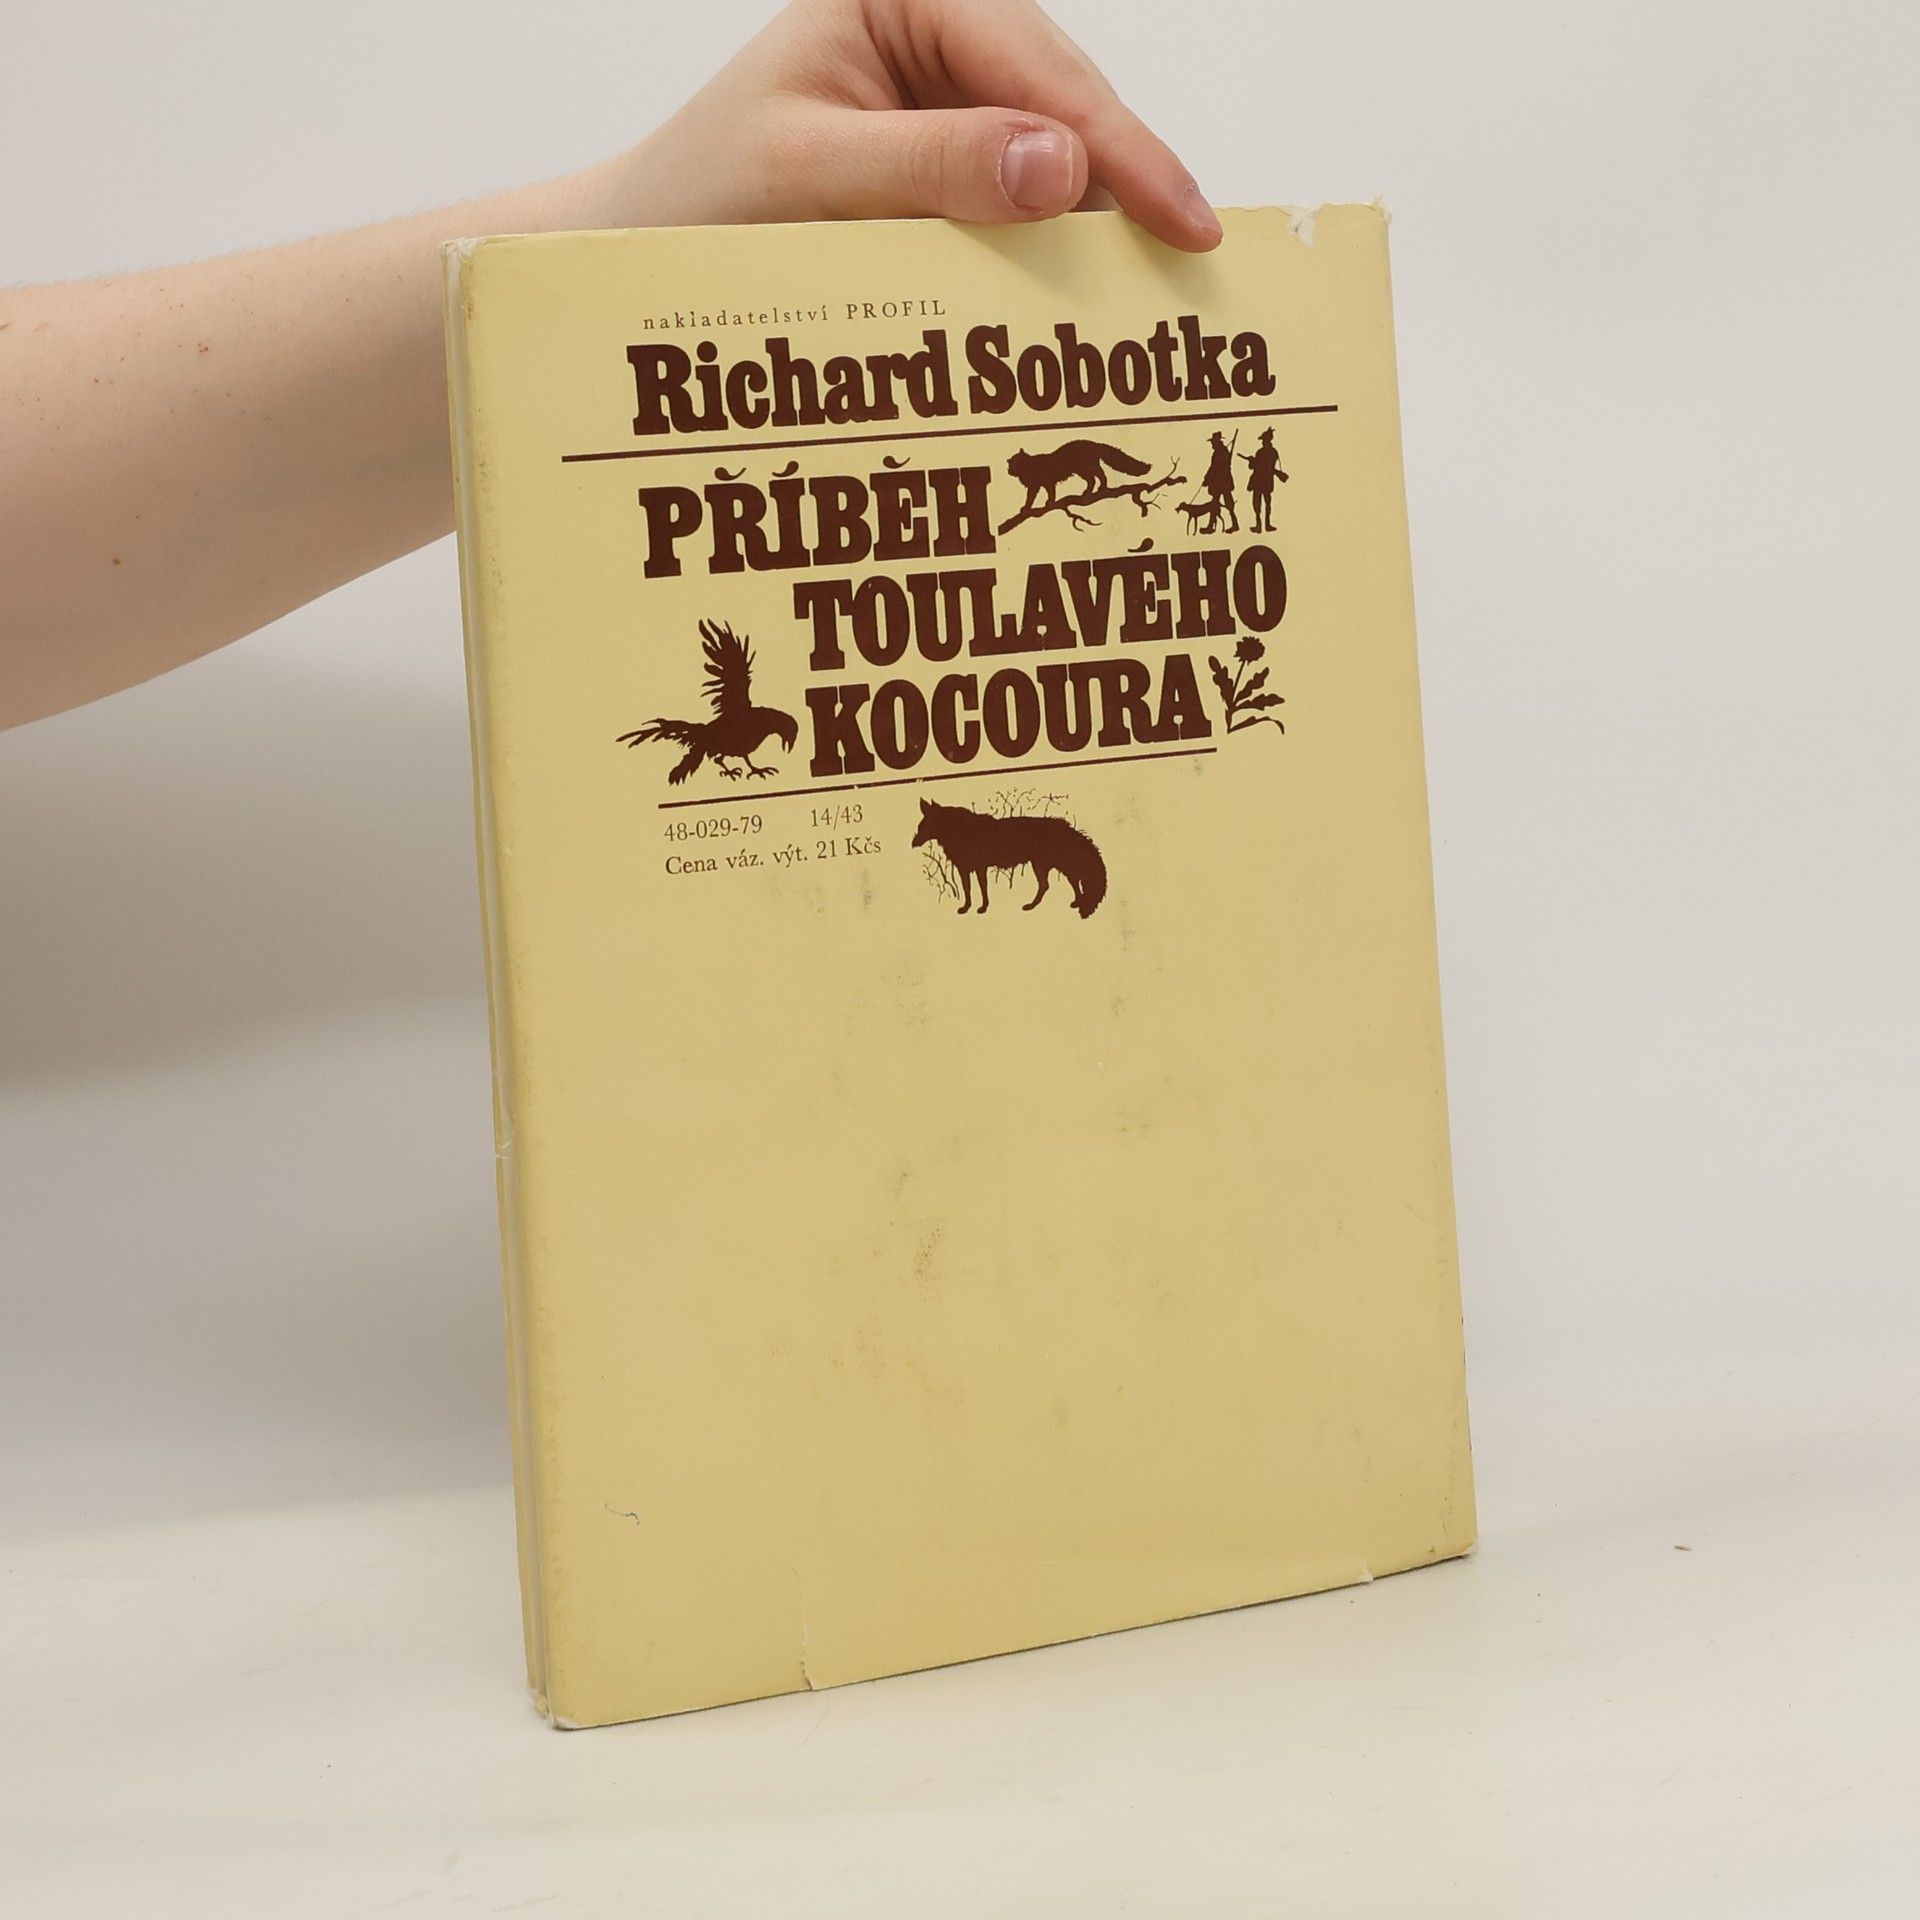 nakladatelství PROFIL
Richard Sobotka
PŘÍBĚH
TOULAVÉHO
KOCOURA
48-029-79 14/43
Cena váz. výt. 21 Kčs